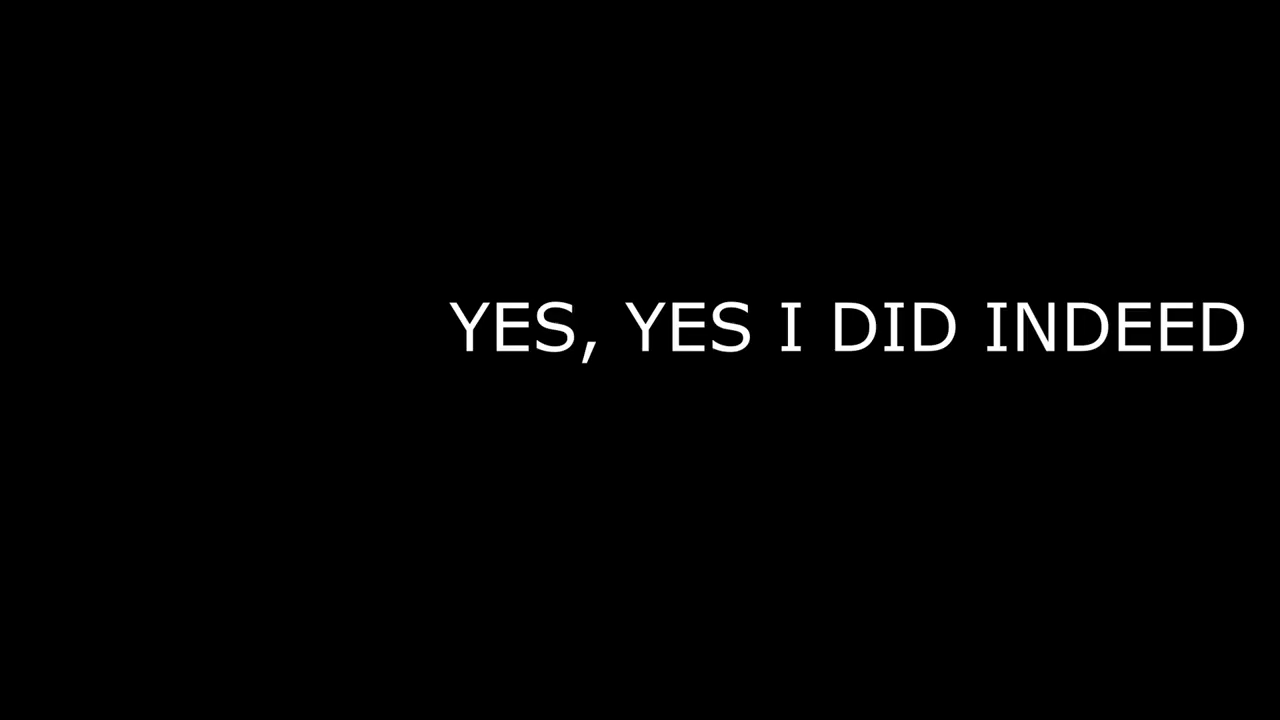 YES, YES I DID INDEED